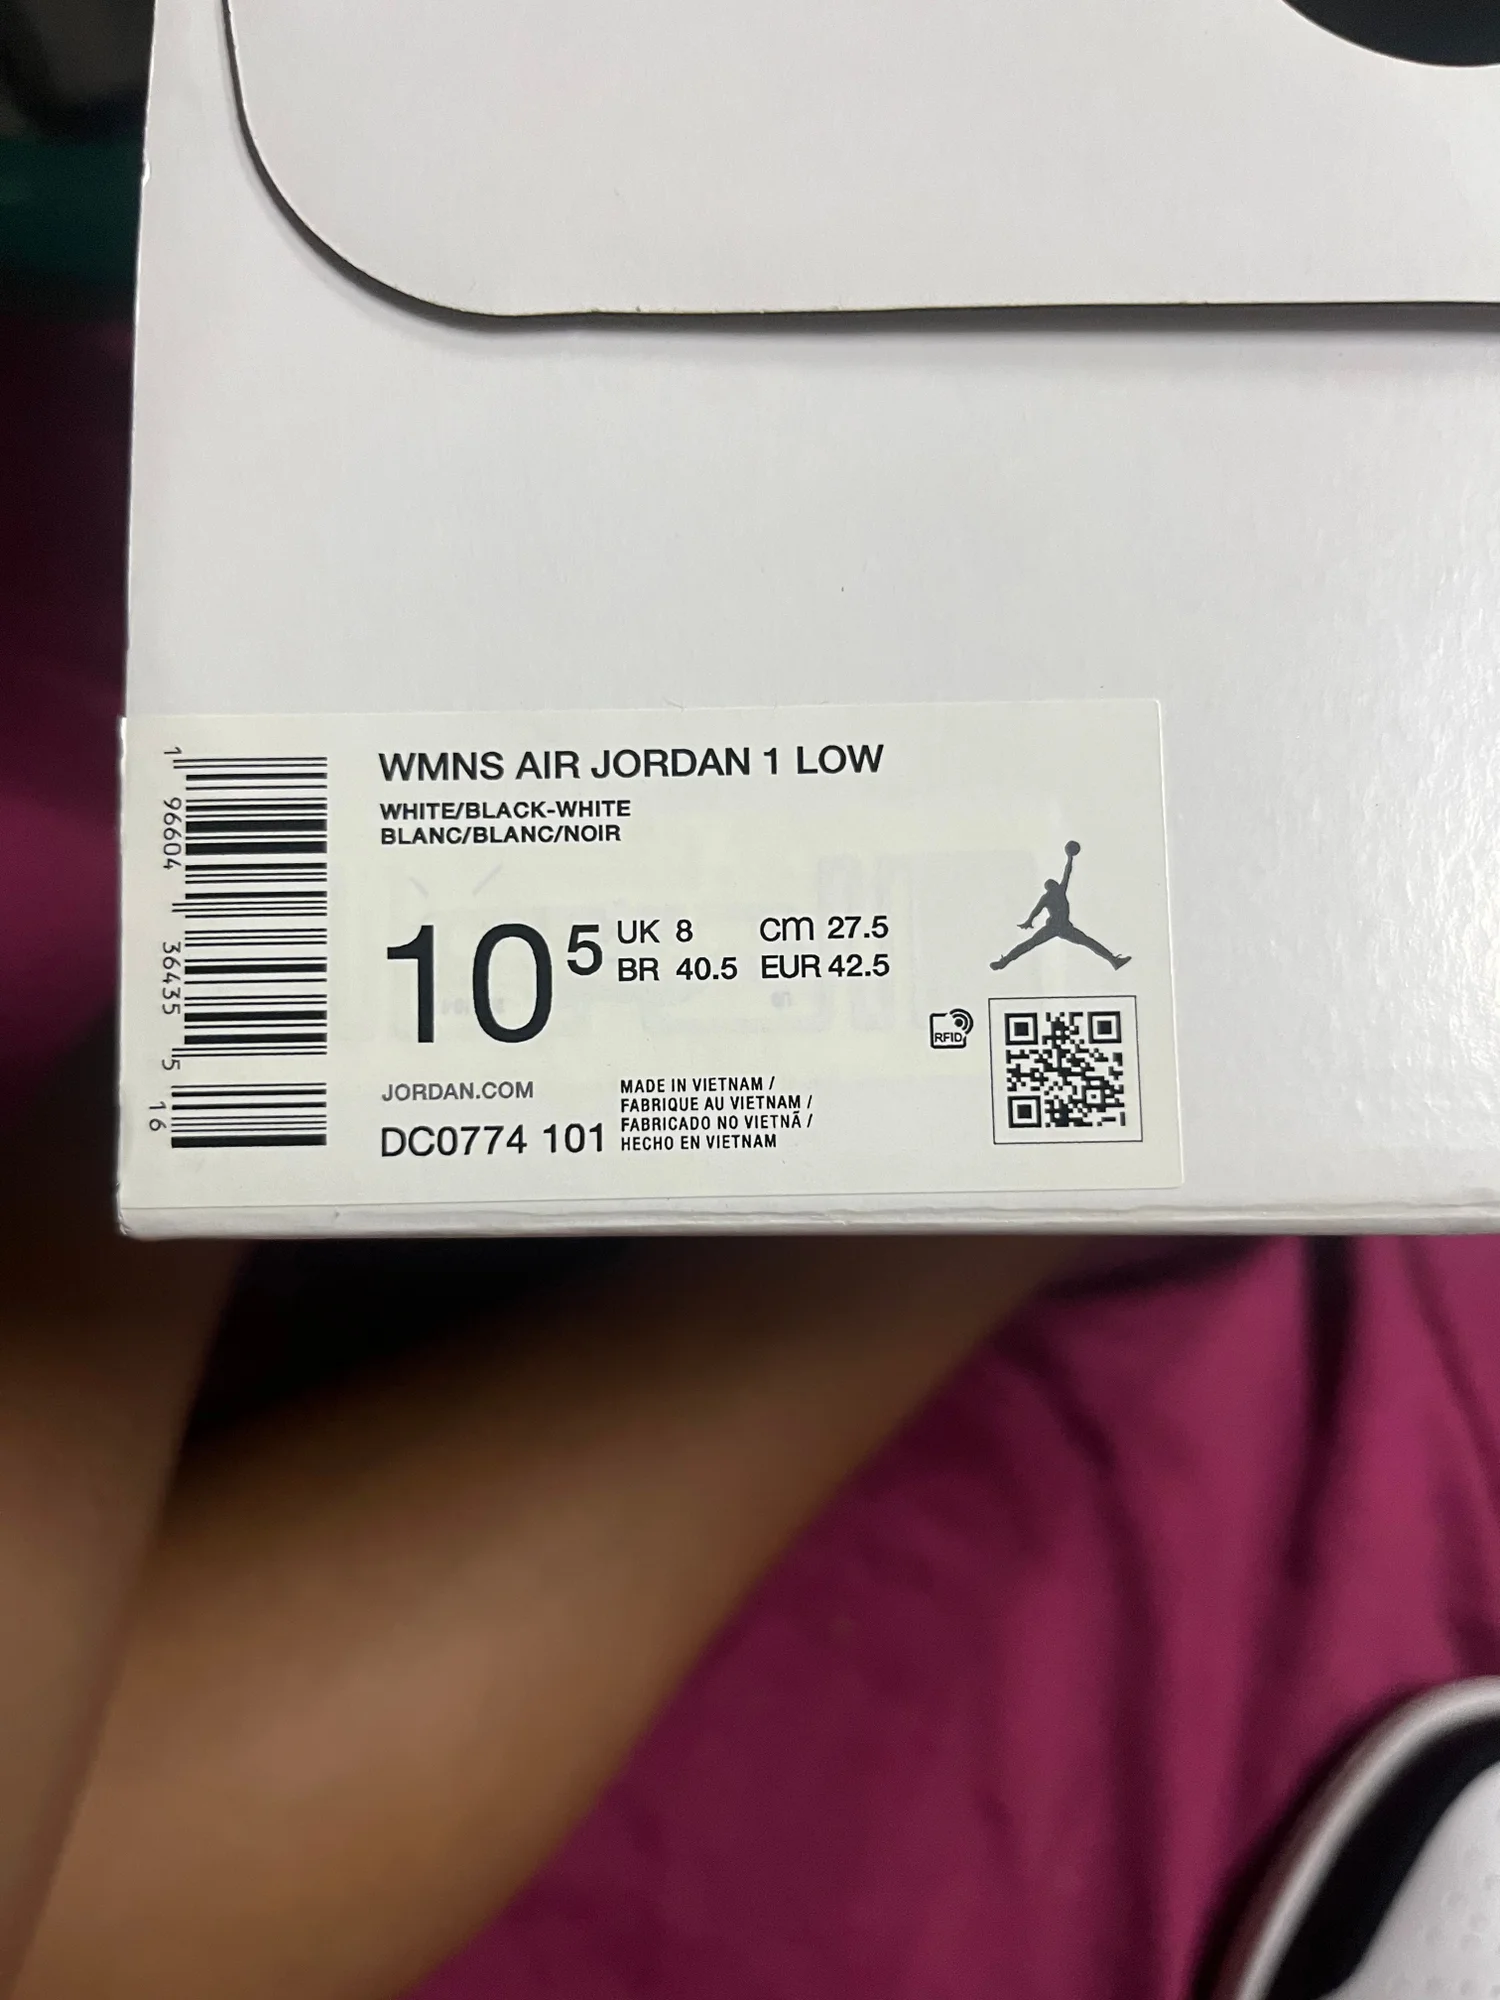 WMNS AIR JORDAN 1 LOW
WHITE/BLACK-WHITE
BLANC/BLANC/NOIR
10 5
UK 8 cm 27.5
BR 40.5 EUR 42.5
RFID
JORDAN.COM
DC0774 101
MADE IN VIETNAM /
FABRIQUE AU VIETNAM /
FABRICADO NO VIETNÃ /
HECHO EN VIETNAM
1 96604 36435 5 16